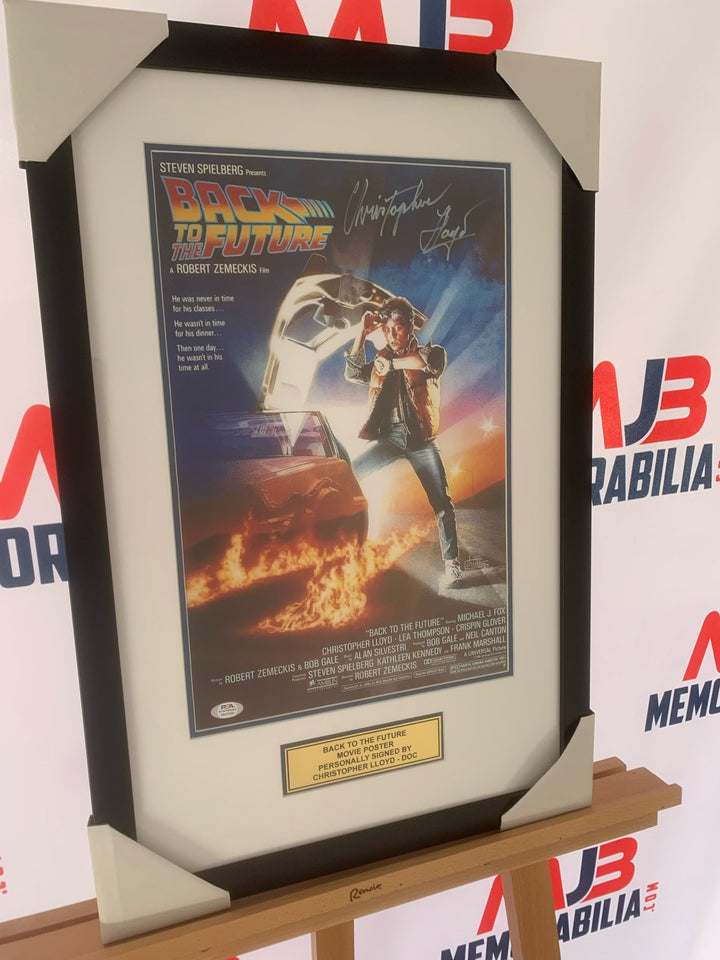 STEVEN SPIELBERG Presents
BACK
TO THE FUTURE
A ROBERT ZEMECKIS Film
Christopher
Lloyd
He was never in time
for his classes...
He wasn't in time
for his dinner...
Then one day...
he wasn't in his
time at all.
"BACK TO THE FUTURE" Starring MICHAEL J. FOX
CHRISTOPHER LLOYD · LEA THOMPSON · CRISPIN GLOVER
ROBERT ZEMECKIS & BOB GALE ALAN SILVESTRI BOB GALE NEIL CANTON
STEVEN SPIELBERG KATHLEEN KENNEDY FRANK MARSHALL
ROBERT ZEMECKIS A UNIVERSAL Picture
AMBLIN
PSA
BACK TO THE FUTURE
MOVIE POSTER
PERSONALLY SIGNED BY
CHRISTOPHER LLOYD - DOC
Renoir
MJB
RABILIA
MEMO
MJB
MEMORABILIA